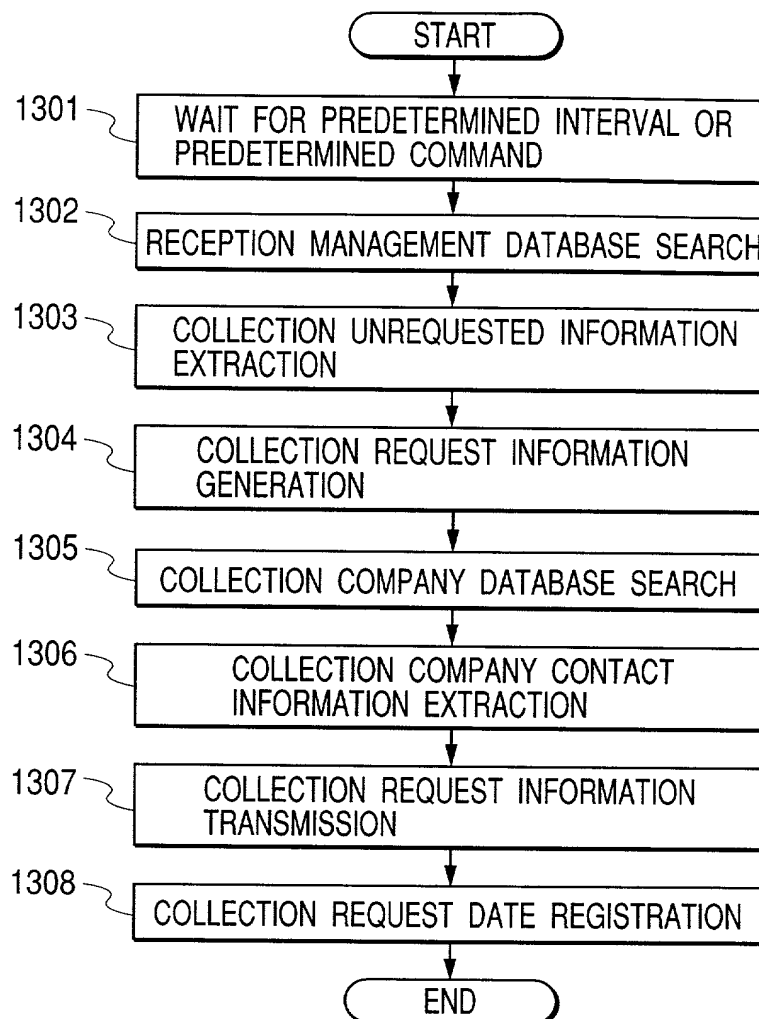 START
1301
WAIT FOR PREDETERMINED INTERVAL OR
PREDETERMINED COMMAND
1302
RECEPTION MANAGEMENT DATABASE SEARCH
1303
COLLECTION UNREQUESTED INFORMATION
EXTRACTION
1304
COLLECTION REQUEST INFORMATION
GENERATION
1305
COLLECTION COMPANY DATABASE SEARCH
1306
COLLECTION COMPANY CONTACT
INFORMATION EXTRACTION
1307
COLLECTION REQUEST INFORMATION
TRANSMISSION
1308
COLLECTION REQUEST DATE REGISTRATION
END